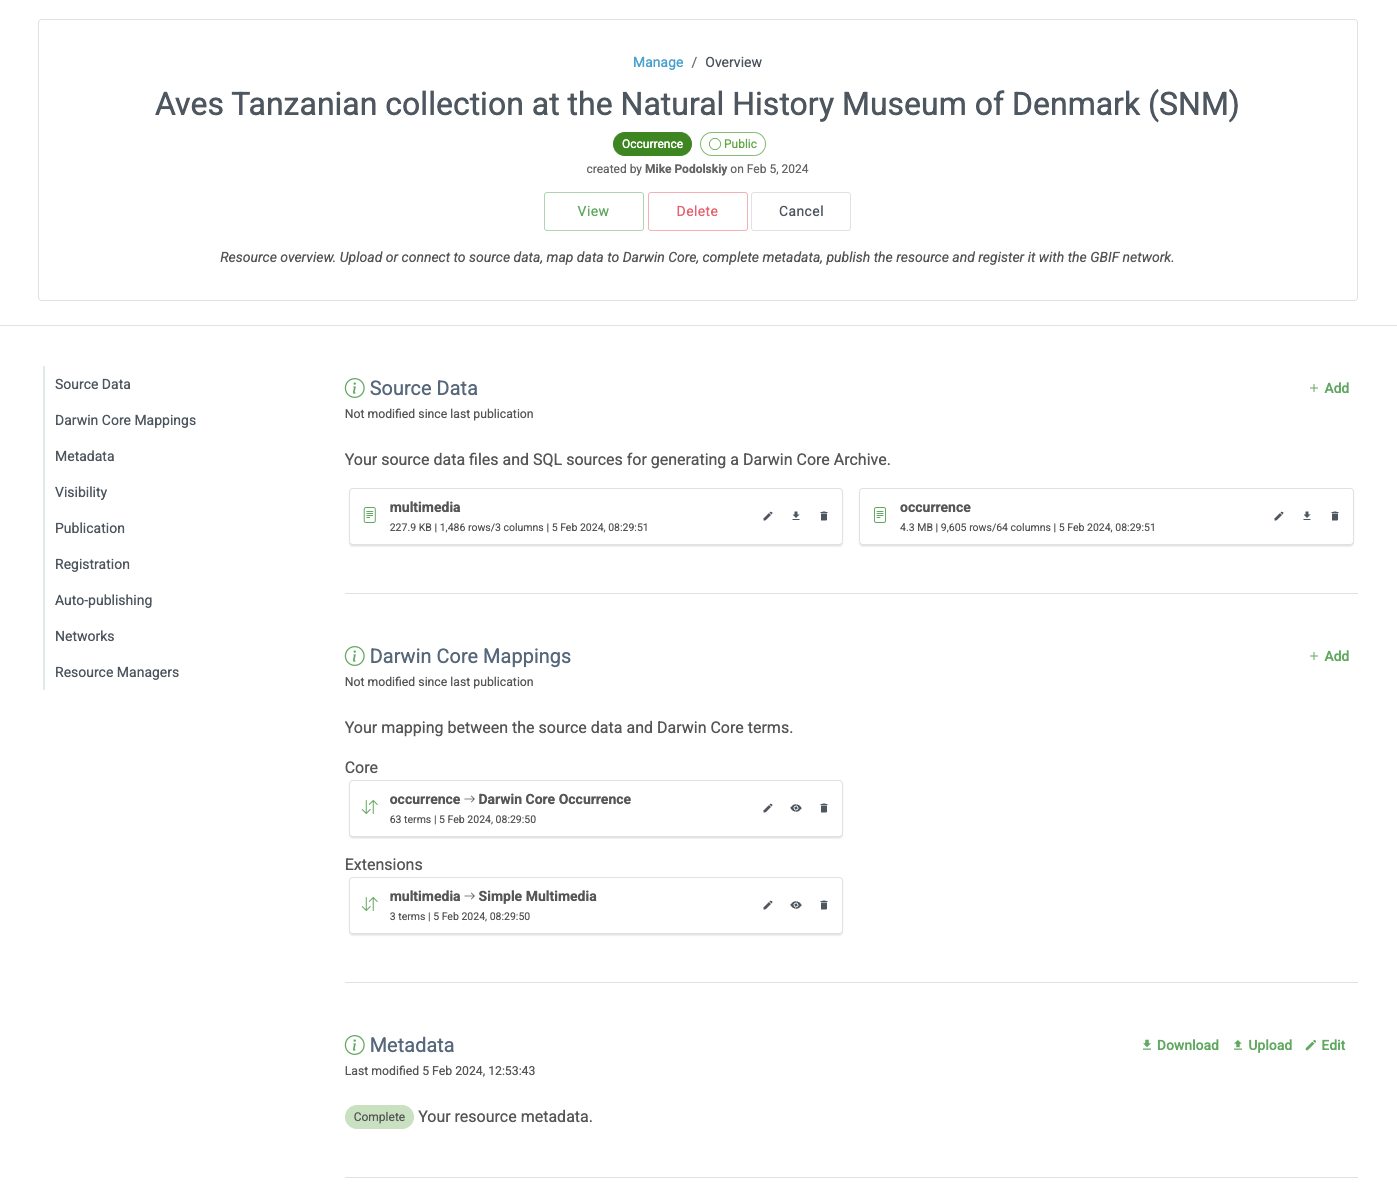 Manage / Overview
Aves Tanzanian collection at the Natural History Museum of Denmark (SNM)
Occurrence Public
created by Mike Podolskiy on Feb 5, 2024
View Delete Cancel
Resource overview. Upload or connect to source data, map data to Darwin Core, complete metadata, publish the resource and register it with the GBIF network.
Source Data
Darwin Core Mappings
Metadata
Visibility
Publication
Registration
Auto-publishing
Networks
Resource Managers
Source Data
+ Add
Not modified since last publication
Your source data files and SQL sources for generating a Darwin Core Archive.
multimedia
227.9 KB | 1,486 rows/3 columns | 5 Feb 2024, 08:29:51
occurrence
4.3 MB | 9,605 rows/64 columns | 5 Feb 2024, 08:29:51
Darwin Core Mappings
+ Add
Not modified since last publication
Your mapping between the source data and Darwin Core terms.
Core
occurrence → Darwin Core Occurrence
63 terms | 5 Feb 2024, 08:29:50
Extensions
multimedia → Simple Multimedia
3 terms | 5 Feb 2024, 08:29:50
Metadata
Download Upload Edit
Last modified 5 Feb 2024, 12:53:43
Complete Your resource metadata.